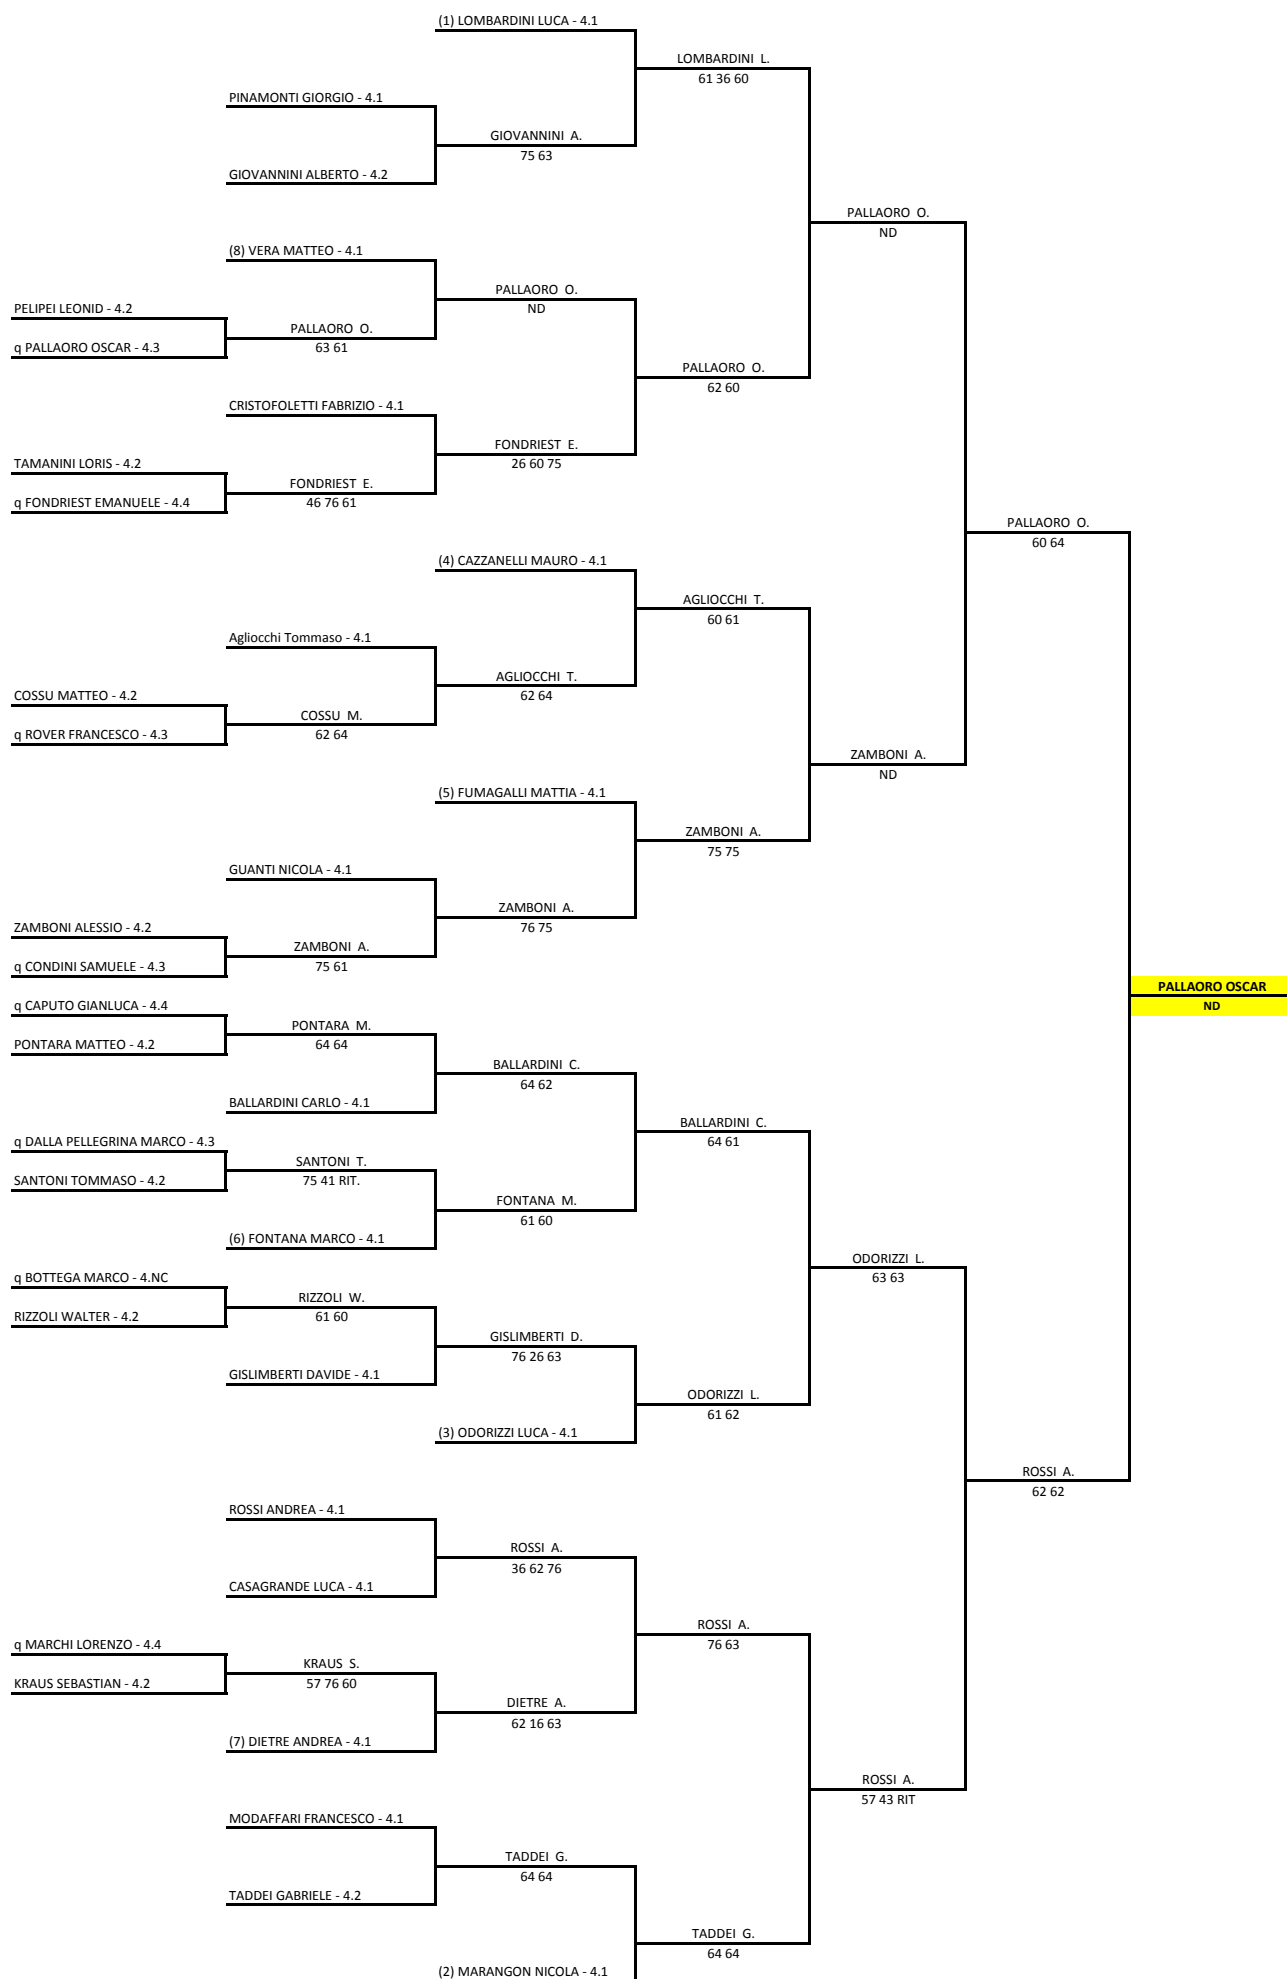 (1) LOMBARDINI LUCA - 4.1
LOMBARDINI L.
61 36 60
PINAMONTI GIORGIO - 4.1
GIOVANNINI A.
75 63
GIOVANNINI ALBERTO - 4.2
PALLAORO O.
ND
(8) VERA MATTEO - 4.1
PALLAORO O.
ND
PELIPEI LEONID - 4.2
PALLAORO O.
63 61
q PALLAORO OSCAR - 4.3
PALLAORO O.
62 60
CRISTOFOLETTI FABRIZIO - 4.1
FONDRIEST E.
26 60 75
TAMANINI LORIS - 4.2
FONDRIEST E.
46 76 61
q FONDRIEST EMANUELE - 4.4
PALLAORO O.
60 64
(4) CAZZANELLI MAURO - 4.1
AGLIOCCHI T.
60 61
Agliocchi Tommaso - 4.1
AGLIOCCHI T.
62 64
COSSU MATTEO - 4.2
COSSU M.
62 64
q ROVER FRANCESCO - 4.3
ZAMBONI A.
ND
(5) FUMAGALLI MATTIA - 4.1
ZAMBONI A.
75 75
GUANTI NICOLA - 4.1
ZAMBONI A.
76 75
ZAMBONI ALESSIO - 4.2
ZAMBONI A.
75 61
q CONDINI SAMUELE - 4.3
PALLAORO OSCAR
ND
q CAPUTO GIANLUCA - 4.4
PONTARA M.
64 64
PONTARA MATTEO - 4.2
BALLARDINI C.
64 62
BALLARDINI CARLO - 4.1
BALLARDINI C.
64 61
q DALLA PELLEGRINA MARCO - 4.3
SANTONI T.
75 41 RIT.
SANTONI TOMMASO - 4.2
FONTANA M.
61 60
(6) FONTANA MARCO - 4.1
ODORIZZI L.
63 63
q BOTTEGA MARCO - 4.NC
RIZZOLI W.
61 60
RIZZOLI WALTER - 4.2
GISLIMBERTI D.
76 26 63
GISLIMBERTI DAVIDE - 4.1
ODORIZZI L.
61 62
(3) ODORIZZI LUCA - 4.1
ROSSI A.
62 62
ROSSI ANDREA - 4.1
ROSSI A.
36 62 76
CASAGRANDE LUCA - 4.1
ROSSI A.
76 63
q MARCHI LORENZO - 4.4
KRAUS S.
57 76 60
KRAUS SEBASTIAN - 4.2
DIETRE A.
62 16 63
(7) DIETRE ANDREA - 4.1
ROSSI A.
57 43 RIT
MODAFFARI FRANCESCO - 4.1
TADDEI G.
64 64
TADDEI GABRIELE - 4.2
TADDEI G.
64 64
(2) MARANGON NICOLA - 4.1